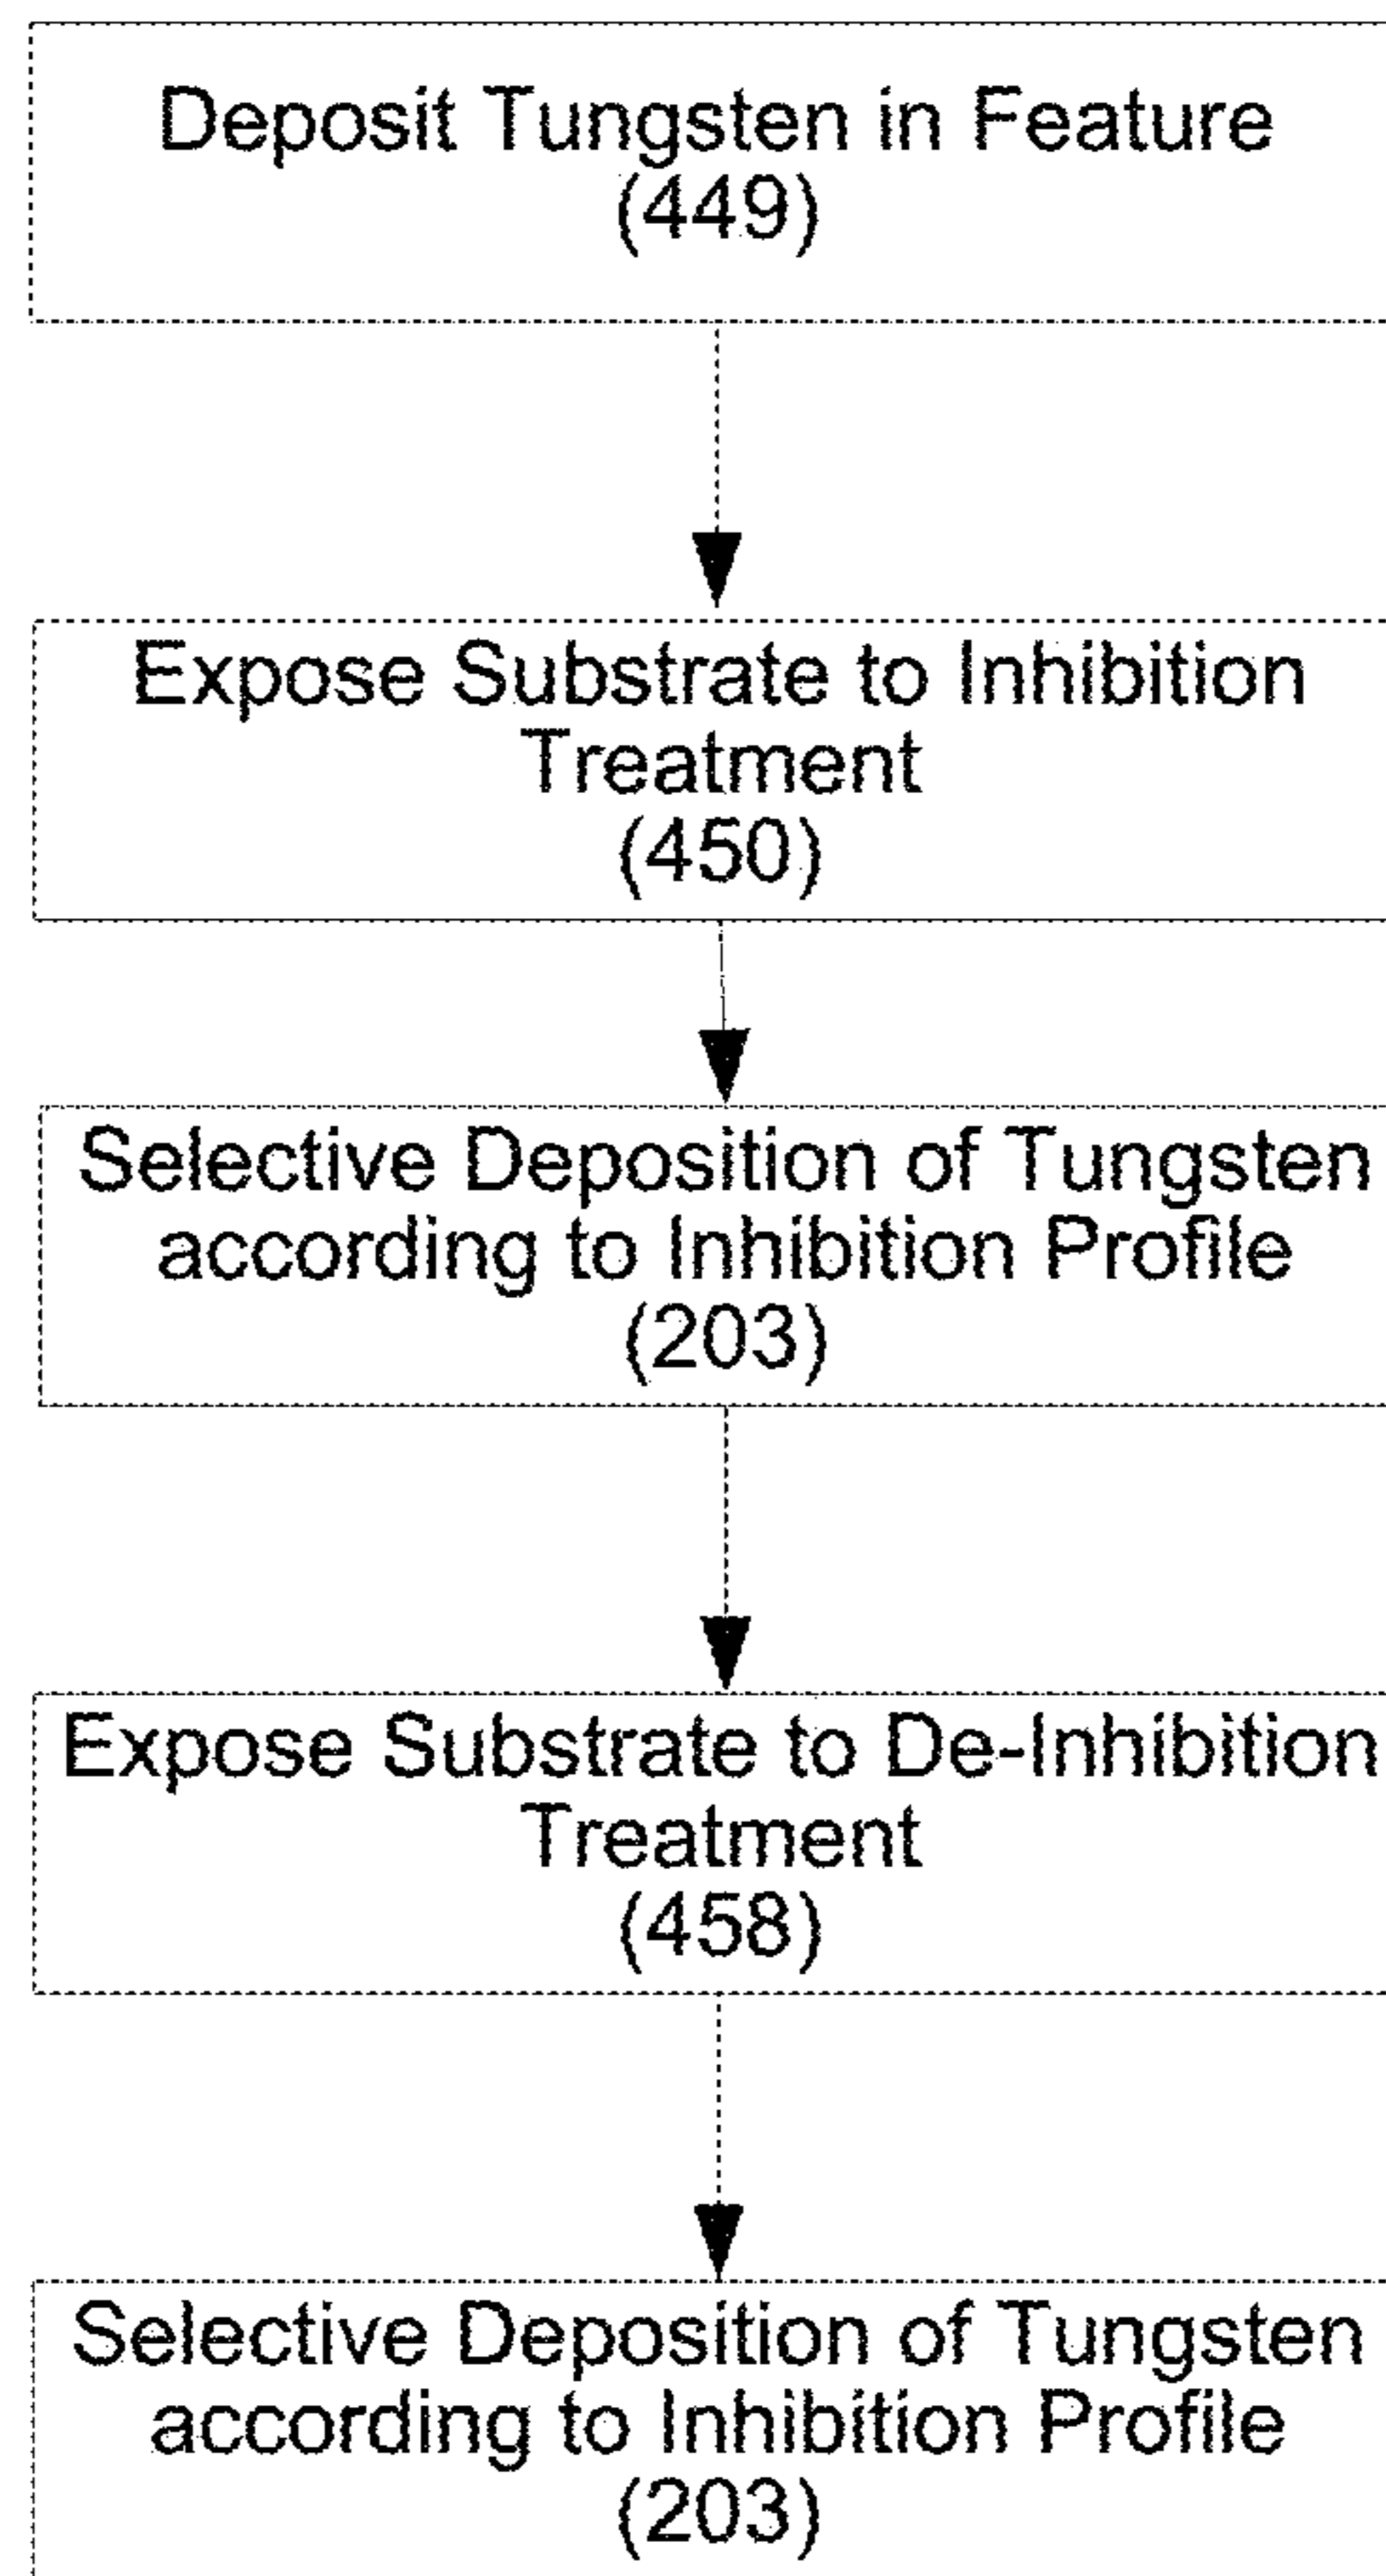 Deposit Tungsten in Feature
(449)
Expose Substrate to Inhibition
Treatment
(450)
Selective Deposition of Tungsten
according to Inhibition Profile
(203)
Expose Substrate to De-Inhibition
Treatment
(458)
Selective Deposition of Tungsten
according to Inhibition Profile
(203)